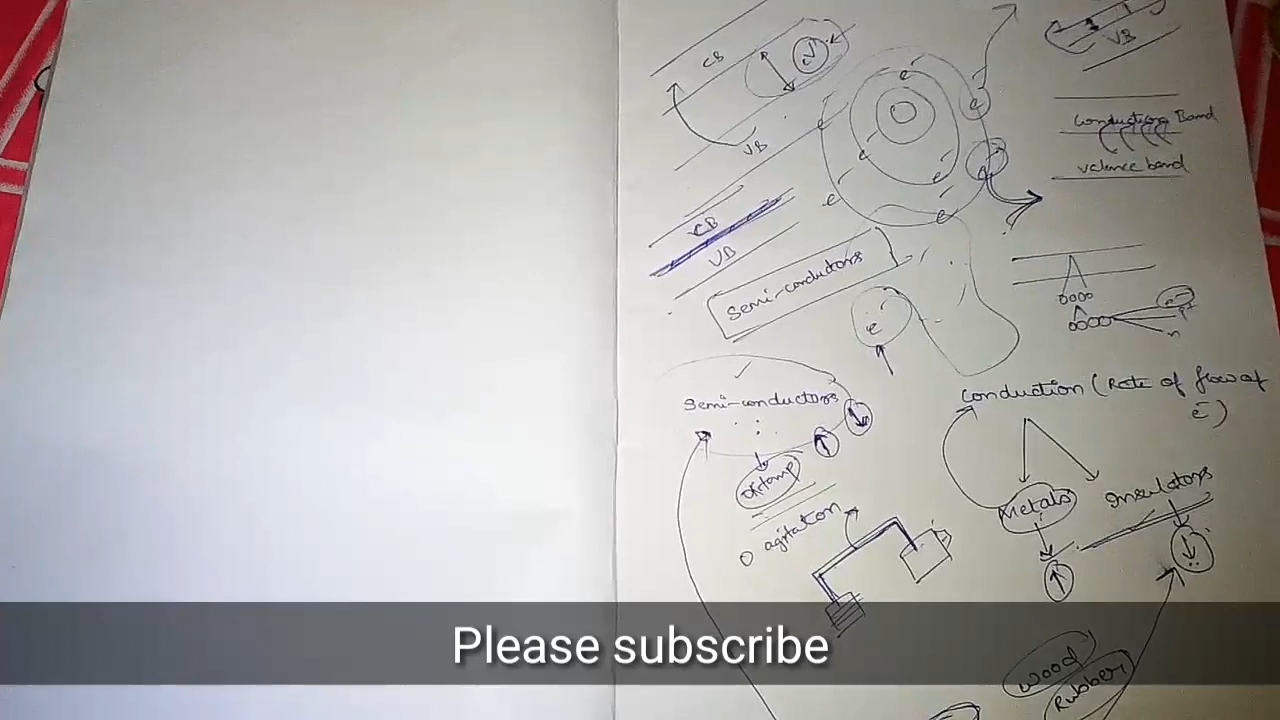 CB
VB
VB
Conduction Band
Valence band
CB
VB
e
e
e
e
e
Semi-conductors
e
e-
p+
n
Conduction (Rate of flow of
e-)
Semi-conductors
Metals
Insulators
agitation
Wood
Rubber
Please subscribe